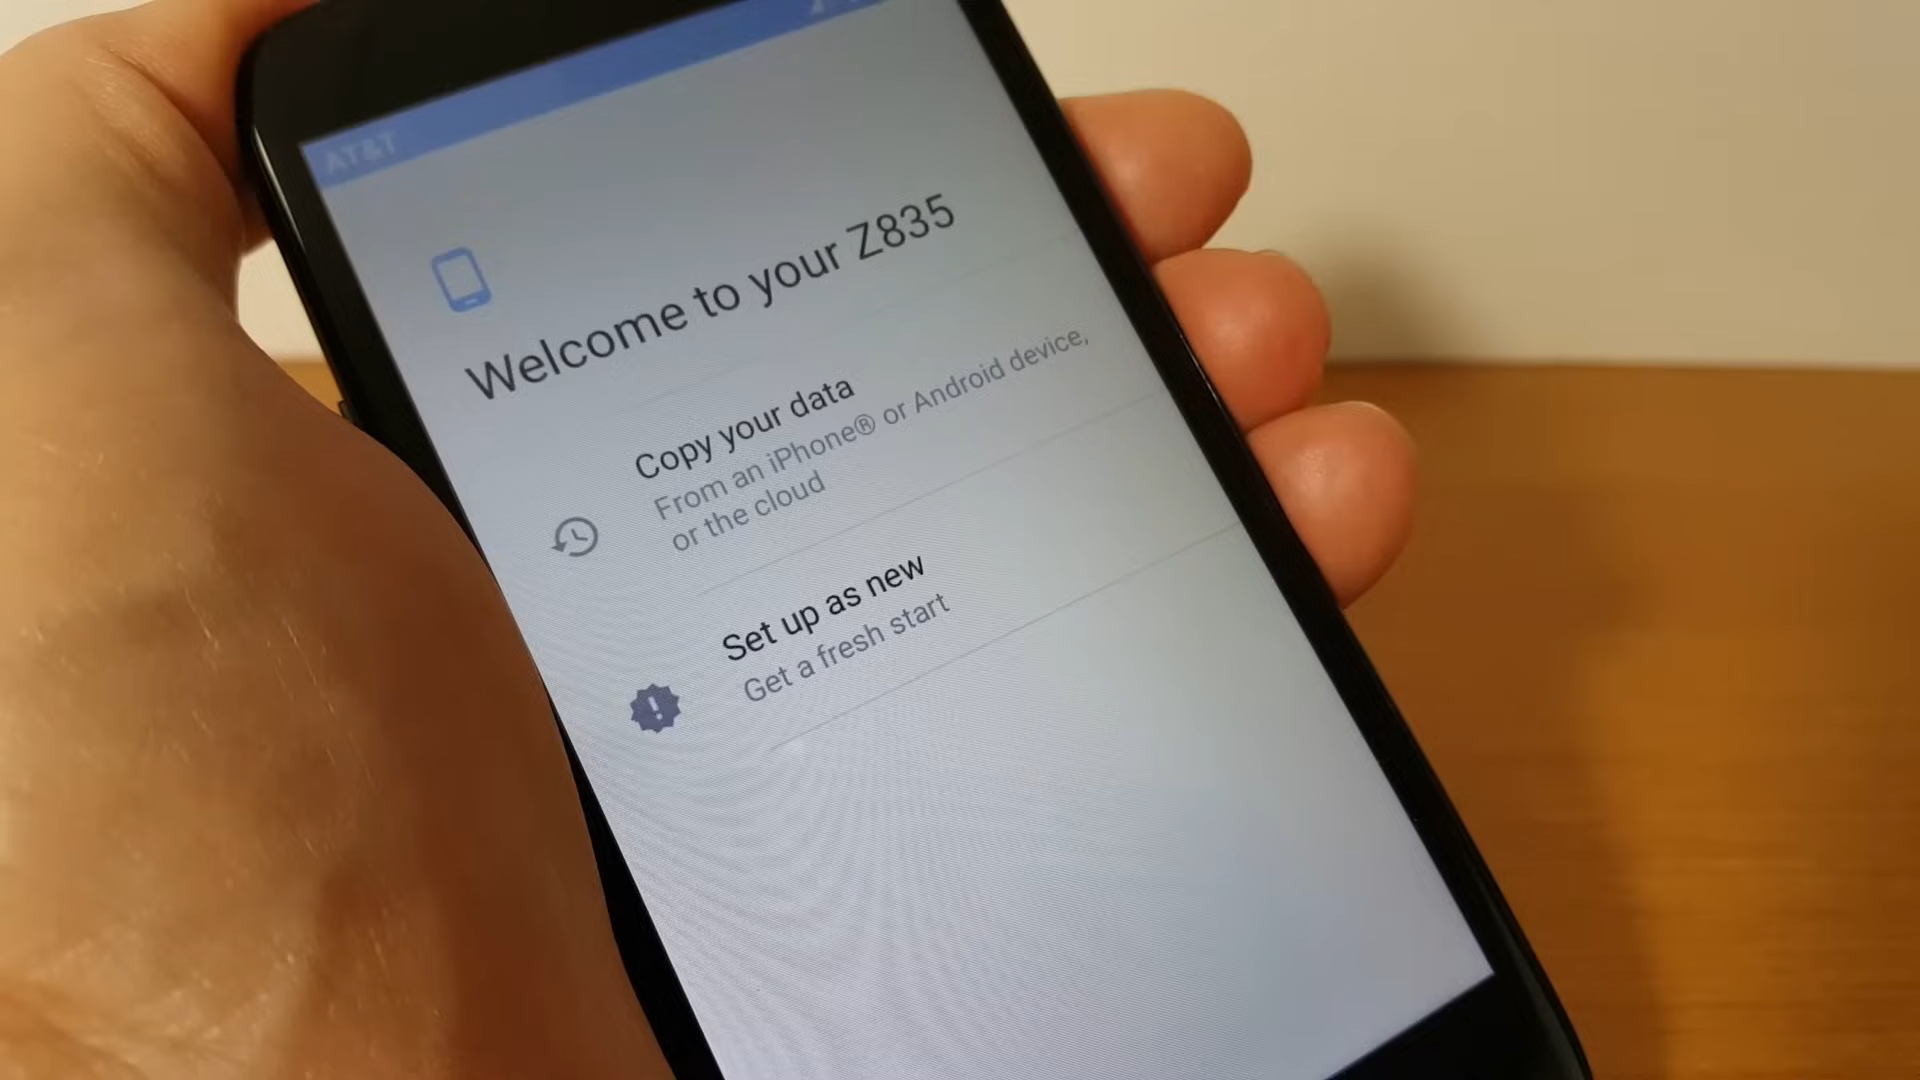 AT&T
Welcome to your Z835
Copy your data
From an iPhone® or Android device,
or the cloud
Set up as new
Get a fresh start